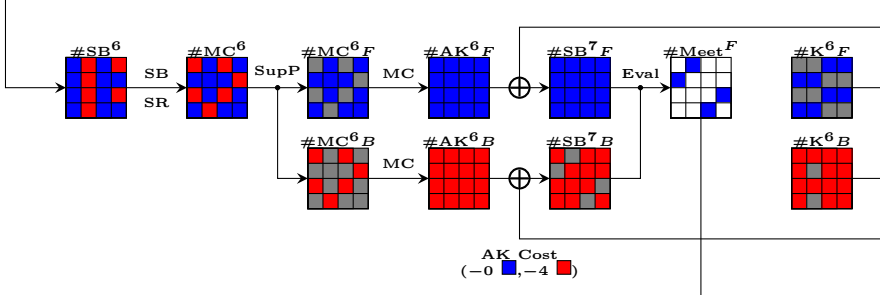 #SB⁶ #MC⁶ #MC⁶F #AK⁶F #SB⁷F #Meet^F #K⁶F
SB SupP MC Eval
SR
#MC⁶B #AK⁶B #SB⁷B #K⁶B
MC
AK Cost
(−0 ,−4 )